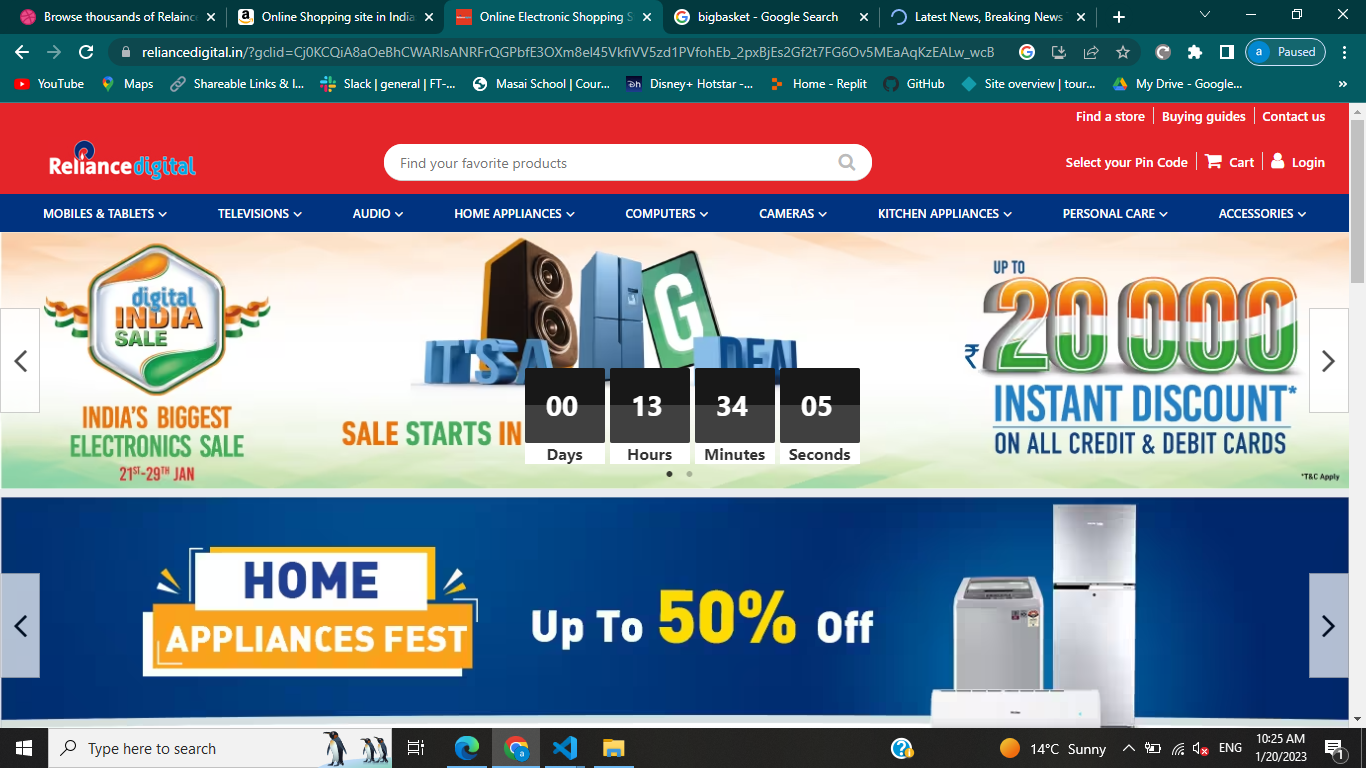 Browse thousands of Relainc
Online Shopping site in India
Online Electronic Shopping S
bigbasket - Google Search
Latest News, Breaking News
reliancedigital.in/?gclid=Cj0KCQiA8aOeBhCWARIsANRFrQGPbfE3OXm8el45VkfiVV5zd1PVfohEb_2pxBjEs2Gf2t7FG6Ov5MEaAqKzEALw_wcB
a Paused
YouTube
Maps
Shareable Links & I...
Slack | general | FT-...
Masai School | Cour...
Disney+ Hotstar -...
Home - Replit
GitHub
Site overview | tour...
My Drive - Google...
Find a store
Buying guides
Contact us
Reliance digital
Find your favorite products
Select your Pin Code
Cart
Login
MOBILES & TABLETS
TELEVISIONS
AUDIO
HOME APPLIANCES
COMPUTERS
CAMERAS
KITCHEN APPLIANCES
PERSONAL CARE
ACCESSORIES
digital
INDIA
SALE
INDIA'S BIGGEST
ELECTRONICS SALE
21ST-29TH JAN
IT'S A
G
DEAL
SALE STARTS IN
00 13 34 05
Days Hours Minutes Seconds
UP TO
₹20000
INSTANT DISCOUNT*
ON ALL CREDIT & DEBIT CARDS
*T&C Apply
HOME
APPLIANCES FEST
Up To 50% Off
Type here to search
14°C Sunny
ENG
10:25 AM
1/20/2023
1